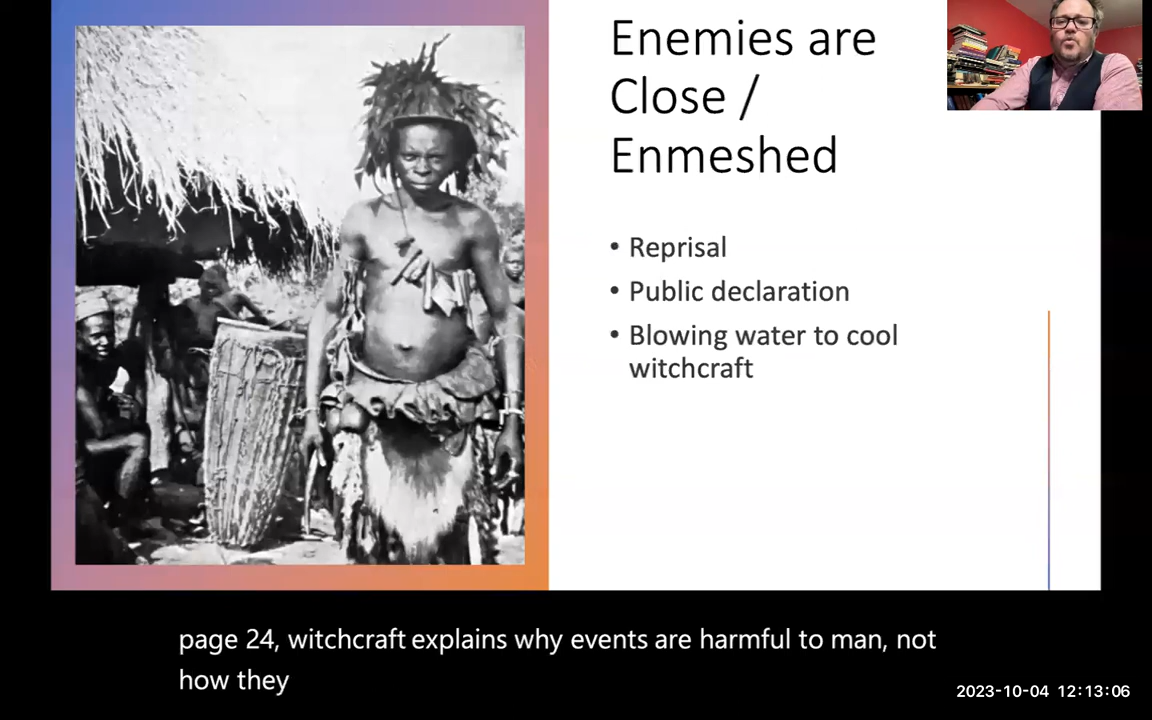 Enemies are
Close /
Enmeshed
• Reprisal
• Public declaration
• Blowing water to cool
witchcraft
page 24, witchcraft explains why events are harmful to man, not
how they
2023-10-04 12:13:06